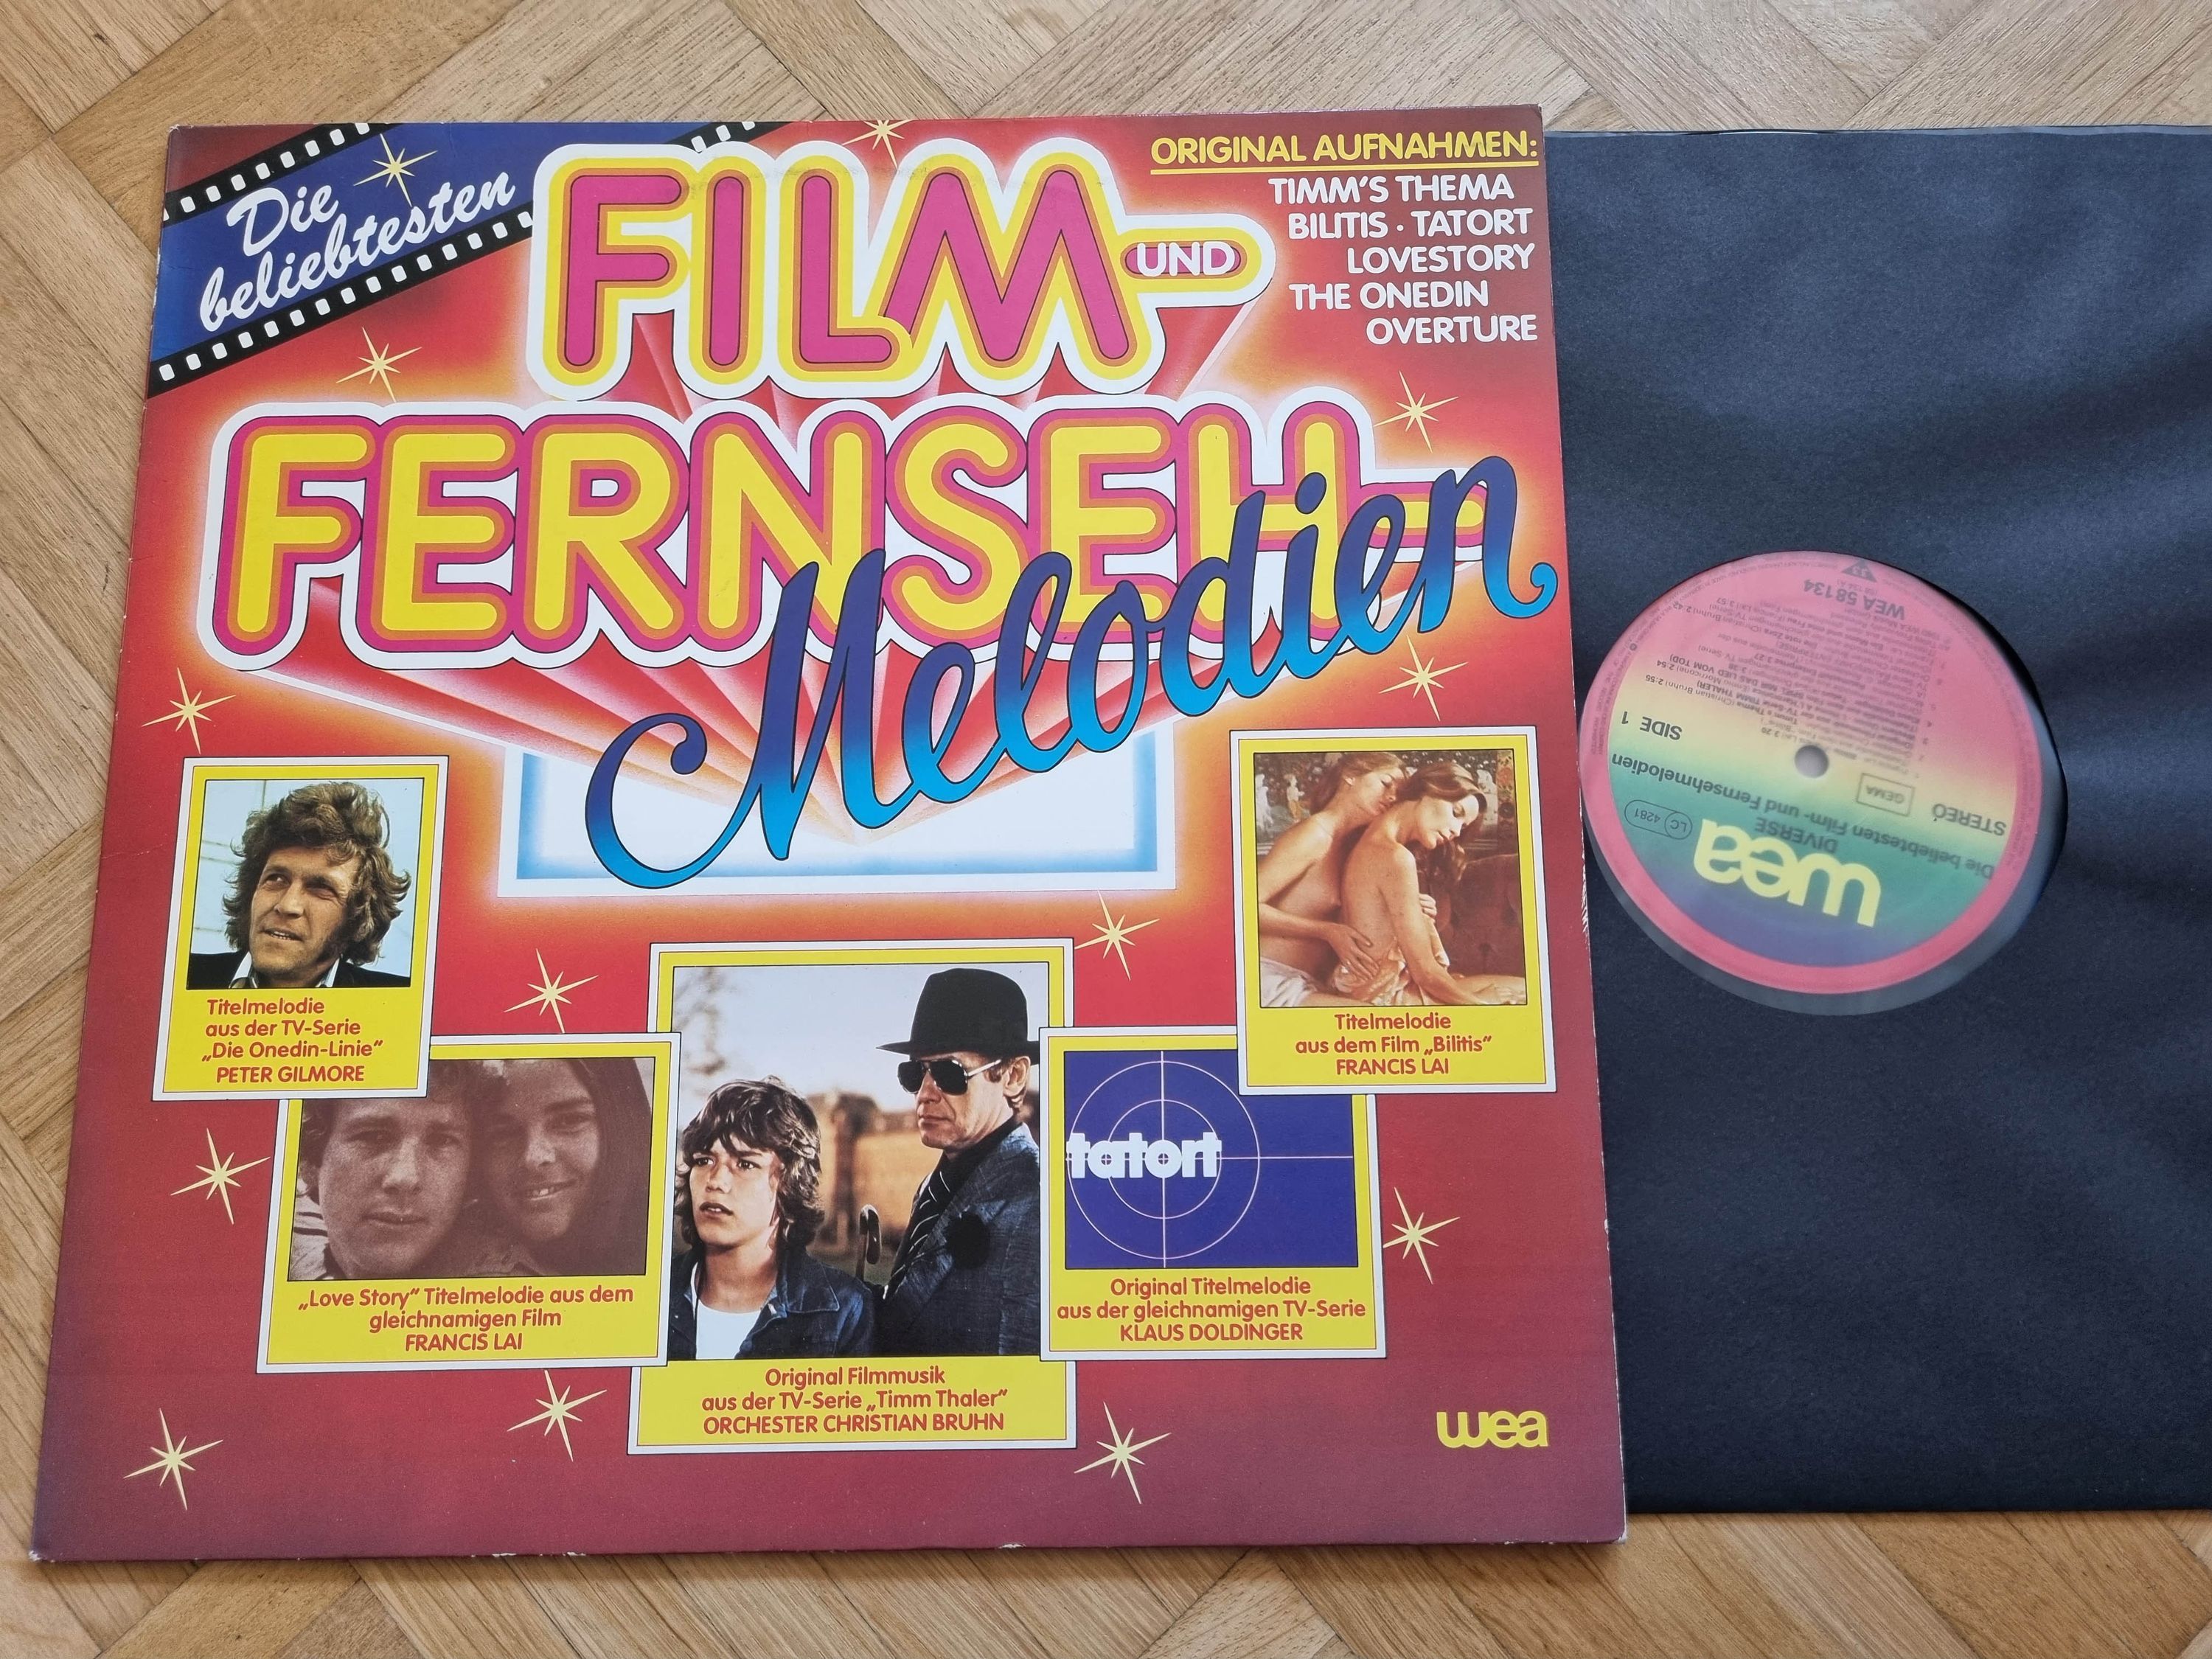 Die
beliebtesten
FILM-
UND
FERNSEH-
Melodien
ORIGINAL AUFNAHMEN:
TIMM'S THEMA
BILITIS · TATORT
LOVESTORY
THE ONEDIN
OVERTURE
Titelmelodie
aus der TV-Serie
„Die Onedin-Linie”
PETER GILMORE
„Love Story” Titelmelodie aus dem
gleichnamigen Film
FRANCIS LAI
Original Filmmusik
aus der TV-Serie „Timm Thaler”
ORCHESTER CHRISTIAN BRUHN
tatort
Original Titelmelodie
aus der gleichnamigen TV-Serie
KLAUS DOLDINGER
Titelmelodie
aus dem Film „Bilitis”
FRANCIS LAI
wea
wea
DIVERSE
Die beliebtesten Film- und Fernsehmelodien
LC 4281
STEREO
GEMA
SIDE 1
WEA 58134